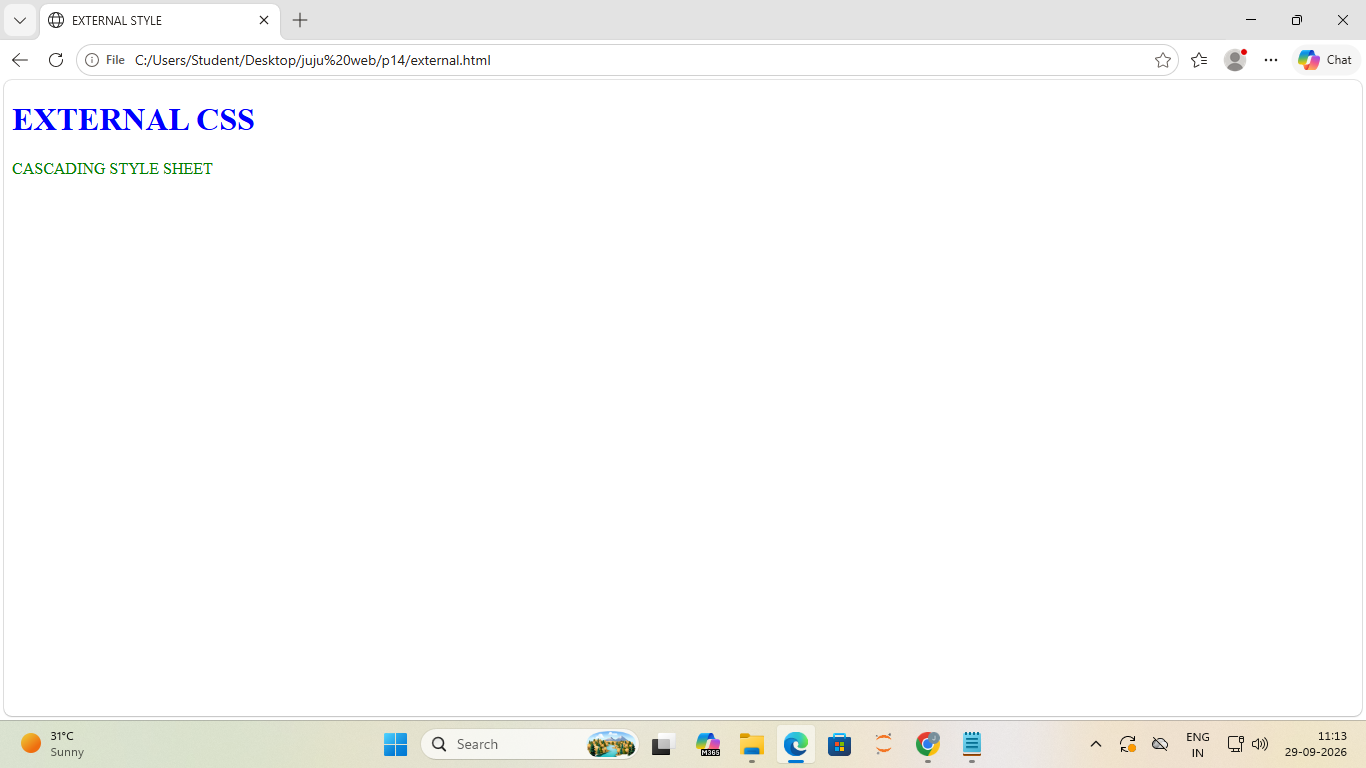 EXTERNAL STYLE
File C:/Users/Student/Desktop/juju%20web/p14/external.html
Chat
EXTERNAL CSS
CASCADING STYLE SHEET
31°C
Sunny
Search
M365
ENG
IN
11:13
29-09-2026